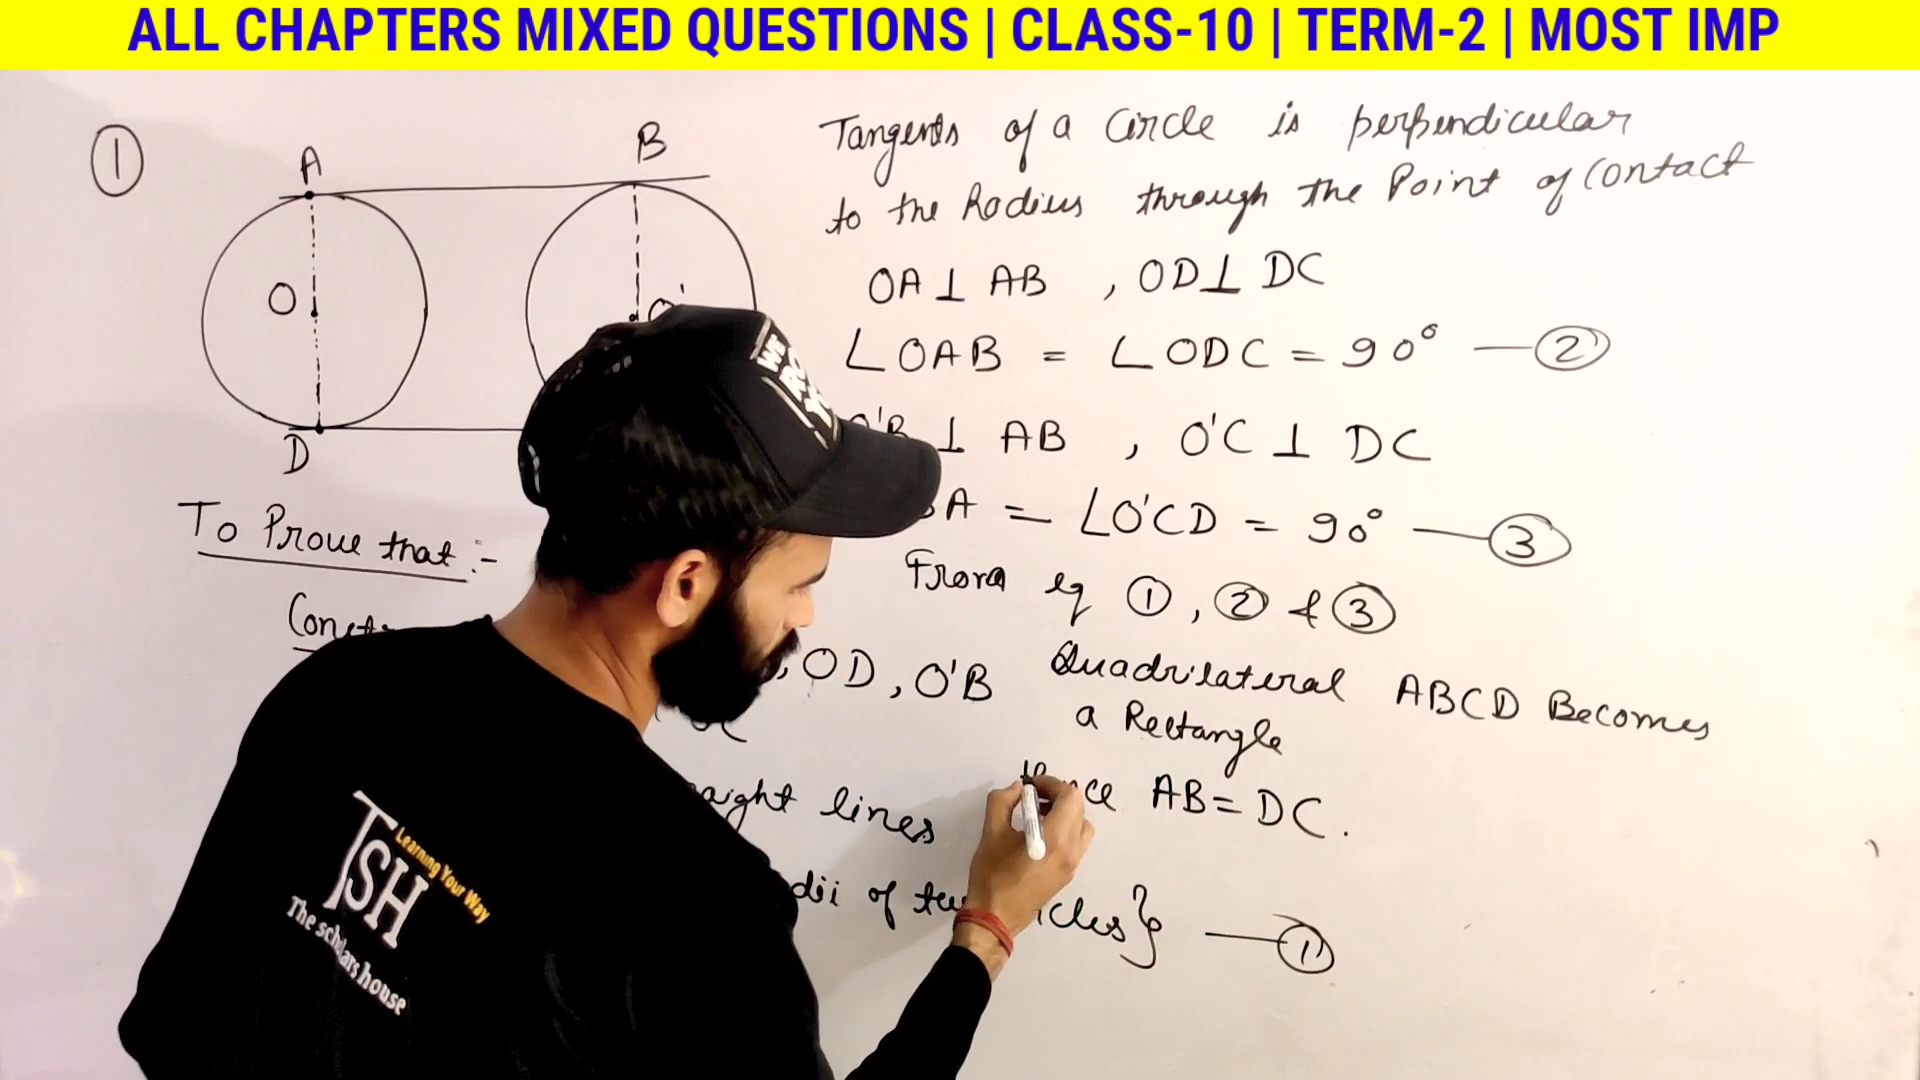 ALL CHAPTERS MIXED QUESTIONS | CLASS-10 | TERM-2 | MOST IMP
1
A
B
O
O'
D
To Prove that :-
OD, O'B
lines
of
Tangents of a Circle is perpendicular
to the Radius through the Point of Contact
OA ⊥ AB , OD ⊥ DC
∠OAB = ∠ODC = 90° — 2
O'B ⊥ AB , O'C ⊥ DC
A = ∠O'CD = 90° — 3
From eq 1 , 2 & 3
Quadrilateral ABCD Becomes
a Rectangle
Hence AB = DC.
} — 1
TSH
Learning Your Way
The scholars house